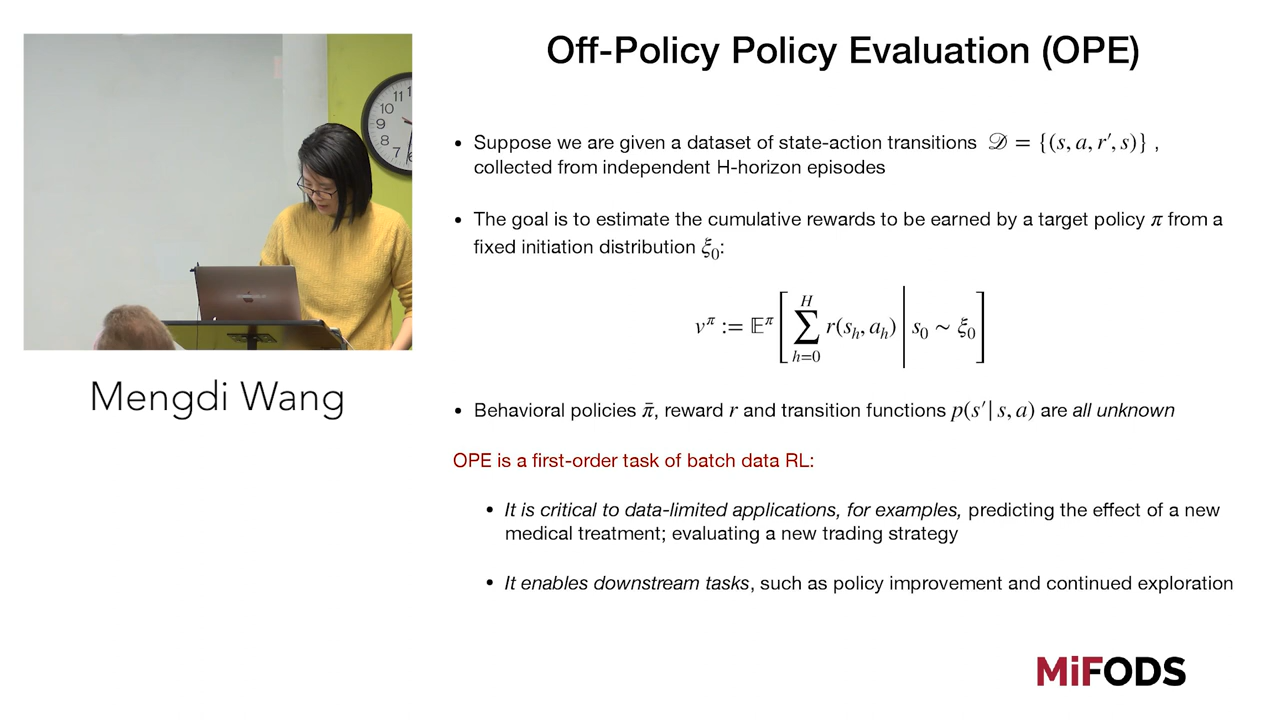 Off-Policy Policy Evaluation (OPE)
• Suppose we are given a dataset of state-action transitions 𝒟 = {(s, a, r′, s)} ,
collected from independent H-horizon episodes
• The goal is to estimate the cumulative rewards to be earned by a target policy π from a
fixed initiation distribution ξ₀:
v^π := 𝔼^π [ ∑_{h=0}^{H} r(s_h, a_h) | s₀ ∼ ξ₀ ]
• Behavioral policies π̄, reward r and transition functions p(s′| s, a) are all unknown
OPE is a first-order task of batch data RL:
• It is critical to data-limited applications, for examples, predicting the effect of a new
medical treatment; evaluating a new trading strategy
• It enables downstream tasks, such as policy improvement and continued exploration
11
10
9
8
7
Mengdi Wang
MiFODS